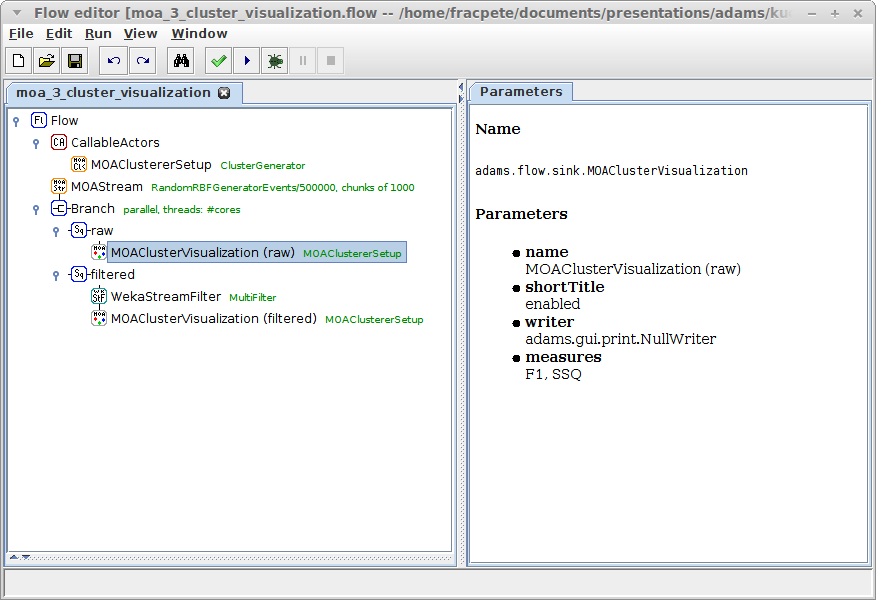 Flow editor [moa_3_cluster_visualization.flow -- /home/fracpete/documents/presentations/adams/
File Edit Run View Window
moa_3_cluster_visualization
Flow
CallableActors
MOAClustererSetup ClusterGenerator
MOAStream RandomRBFGeneratorEvents/500000, chunks of 1000
Branch parallel, threads: #cores
raw
MOAClusterVisualization (raw) MOAClustererSetup
filtered
WekaStreamFilter MultiFilter
MOAClusterVisualization (filtered) MOAClustererSetup
Parameters
Name
adams.flow.sink.MOAClusterVisualization
Parameters
name
MOAClusterVisualization (raw)
shortTitle
enabled
writer
adams.gui.print.NullWriter
measures
F1, SSQ